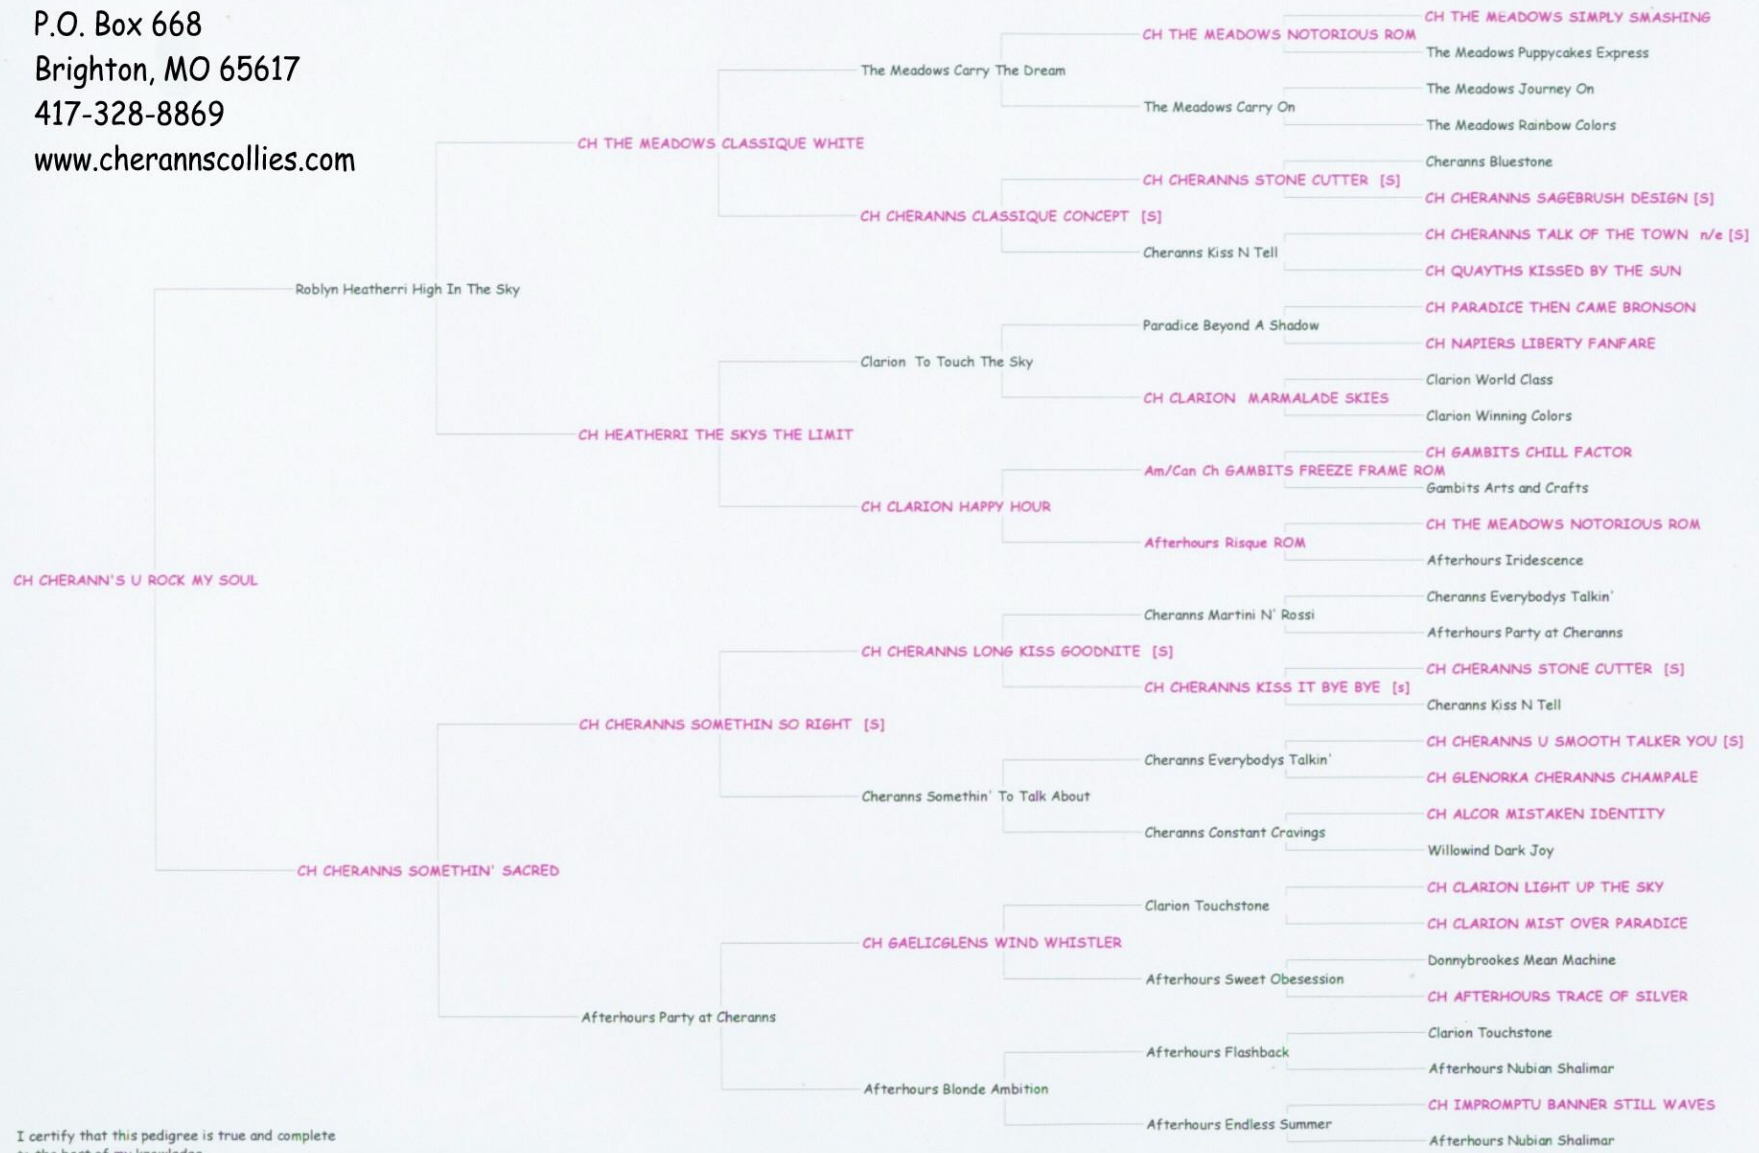 P.O. Box 668
Brighton, MO 65617
417-328-8869
www.cherannscollies.com
CH CHERANN'S U ROCK MY SOUL
Roblyn Heatherri High In The Sky
CH CHERANNS SOMETHIN' SACRED
CH THE MEADOWS CLASSIQUE WHITE
CH HEATHERRI THE SKYS THE LIMIT
CH CHERANNS SOMETHIN SO RIGHT [S]
Afterhours Party at Cheranns
The Meadows Carry The Dream
CH CHERANNS CLASSIQUE CONCEPT [S]
Clarion To Touch The Sky
CH CLARION HAPPY HOUR
CH CHERANNS LONG KISS GOODNITE [S]
Cheranns Somethin' To Talk About
CH GAELICGLENS WIND WHISTLER
Afterhours Blonde Ambition
CH THE MEADOWS NOTORIOUS ROM
The Meadows Carry On
CH CHERANNS STONE CUTTER [S]
Cheranns Kiss N Tell
Paradice Beyond A Shadow
CH CLARION MARMALADE SKIES
Am/Can Ch GAMBITS FREEZE FRAME ROM
Afterhours Risque ROM
Cheranns Martini N' Rossi
CH CHERANNS KISS IT BYE BYE [s]
Cheranns Everybodys Talkin'
Cheranns Constant Cravings
Clarion Touchstone
Afterhours Sweet Obesession
Afterhours Flashback
Afterhours Endless Summer
CH THE MEADOWS SIMPLY SMASHING
The Meadows Puppycakes Express
The Meadows Journey On
The Meadows Rainbow Colors
Cheranns Bluestone
CH CHERANNS SAGEBRUSH DESIGN [S]
CH CHERANNS TALK OF THE TOWN n/e [S]
CH QUAYTHS KISSED BY THE SUN
CH PARADICE THEN CAME BRONSON
CH NAPIERS LIBERTY FANFARE
Clarion World Class
Clarion Winning Colors
CH GAMBITS CHILL FACTOR
Gambits Arts and Crafts
CH THE MEADOWS NOTORIOUS ROM
Afterhours Iridescence
Cheranns Everybodys Talkin'
Afterhours Party at Cheranns
CH CHERANNS STONE CUTTER [S]
Cheranns Kiss N Tell
CH CHERANNS U SMOOTH TALKER YOU [S]
CH GLENORKA CHERANNS CHAMPALE
CH ALCOR MISTAKEN IDENTITY
Willowind Dark Joy
CH CLARION LIGHT UP THE SKY
CH CLARION MIST OVER PARADICE
Donnybrookes Mean Machine
CH AFTERHOURS TRACE OF SILVER
Clarion Touchstone
Afterhours Nubian Shalimar
CH IMPROMPTU BANNER STILL WAVES
Afterhours Nubian Shalimar
I certify that this pedigree is true and complete